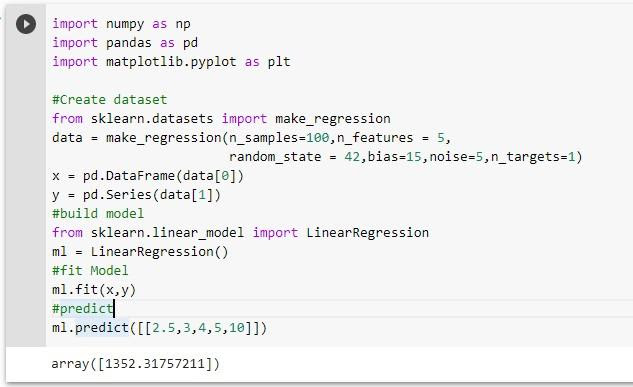 import numpy as np
import pandas as pd
import matplotlib.pyplot as plt
#Create dataset
from sklearn.datasets import make_regression
data = make_regression(n_samples=100,n_features = 5,
random_state = 42,bias=15,noise=5,n_targets=1)
x = pd.DataFrame(data[0])
y = pd.Series(data[1])
#build model
from sklearn.linear_model import LinearRegression
ml = LinearRegression()
#fit Model
ml.fit(x,y)
#predict
ml.predict([[2.5,3,4,5,10]])
array([1352.31757211])